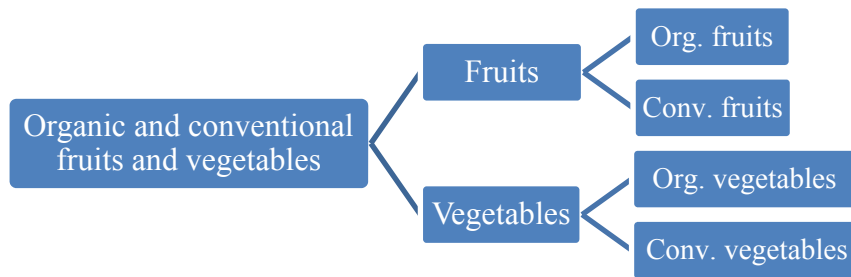 Organic and conventional
fruits and vegetables
Fruits
Org. fruits
Conv. fruits
Vegetables
Org. vegetables
Conv. vegetables